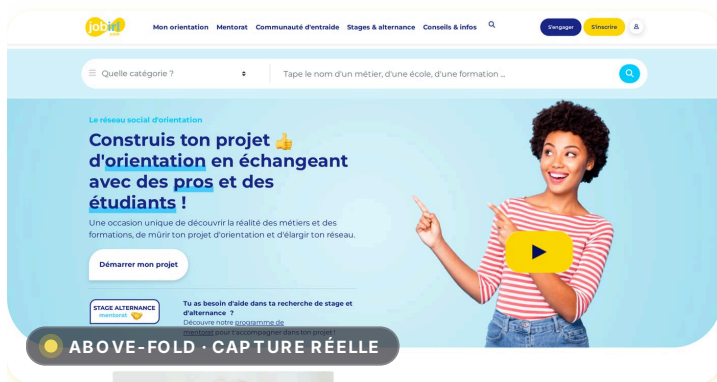 jobirl
.com
Mon orientation Mentorat Communauté d'entraide Stages & alternance Conseils & infos S'engager S'inscrire
Quelle catégorie ? Tape le nom d'un métier, d'une école, d'une formation ...
Le réseau social d'orientation
Construis ton projet 👍
d'orientation en échangeant
avec des pros et des
étudiants !
Une occasion unique de découvrir la réalité des métiers et des
formations, de mûrir ton projet d'orientation et d'élargir ton réseau.
Démarrer mon projet
STAGE ALTERNANCE
mentorat
Tu as besoin d'aide dans ta recherche de stage et
d'alternance ?
Découvre notre programme de
mentorat pour t'accompagner dans ton projet !
ABOVE-FOLD · CAPTURE RÉELLE